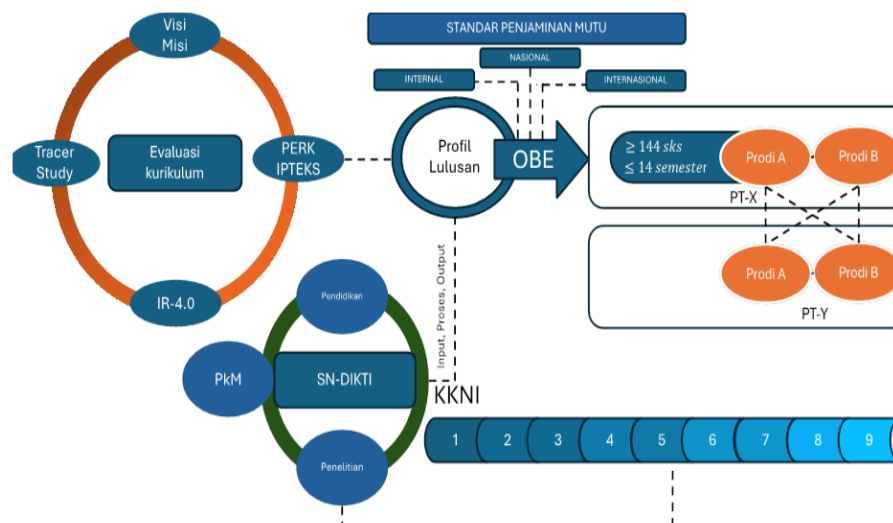 Visi
Misi
Tracer
Study
Evaluasi
kurikulum
PERK
IPTEKS
IR-4.0
STANDAR PENJAMINAN MUTU
NASIONAL
INTERNAL
INTERNASIONAL
Profil
Lulusan
OBE
≥ 144 sks
≤ 14 semester
Prodi A
Prodi B
PT-X
Prodi A
Prodi B
PT-Y
Input, Proses, Output
Pendidikan
PkM
SN-DIKTI
Penelitian
KKNI
1 2 3 4 5 6 7 8 9